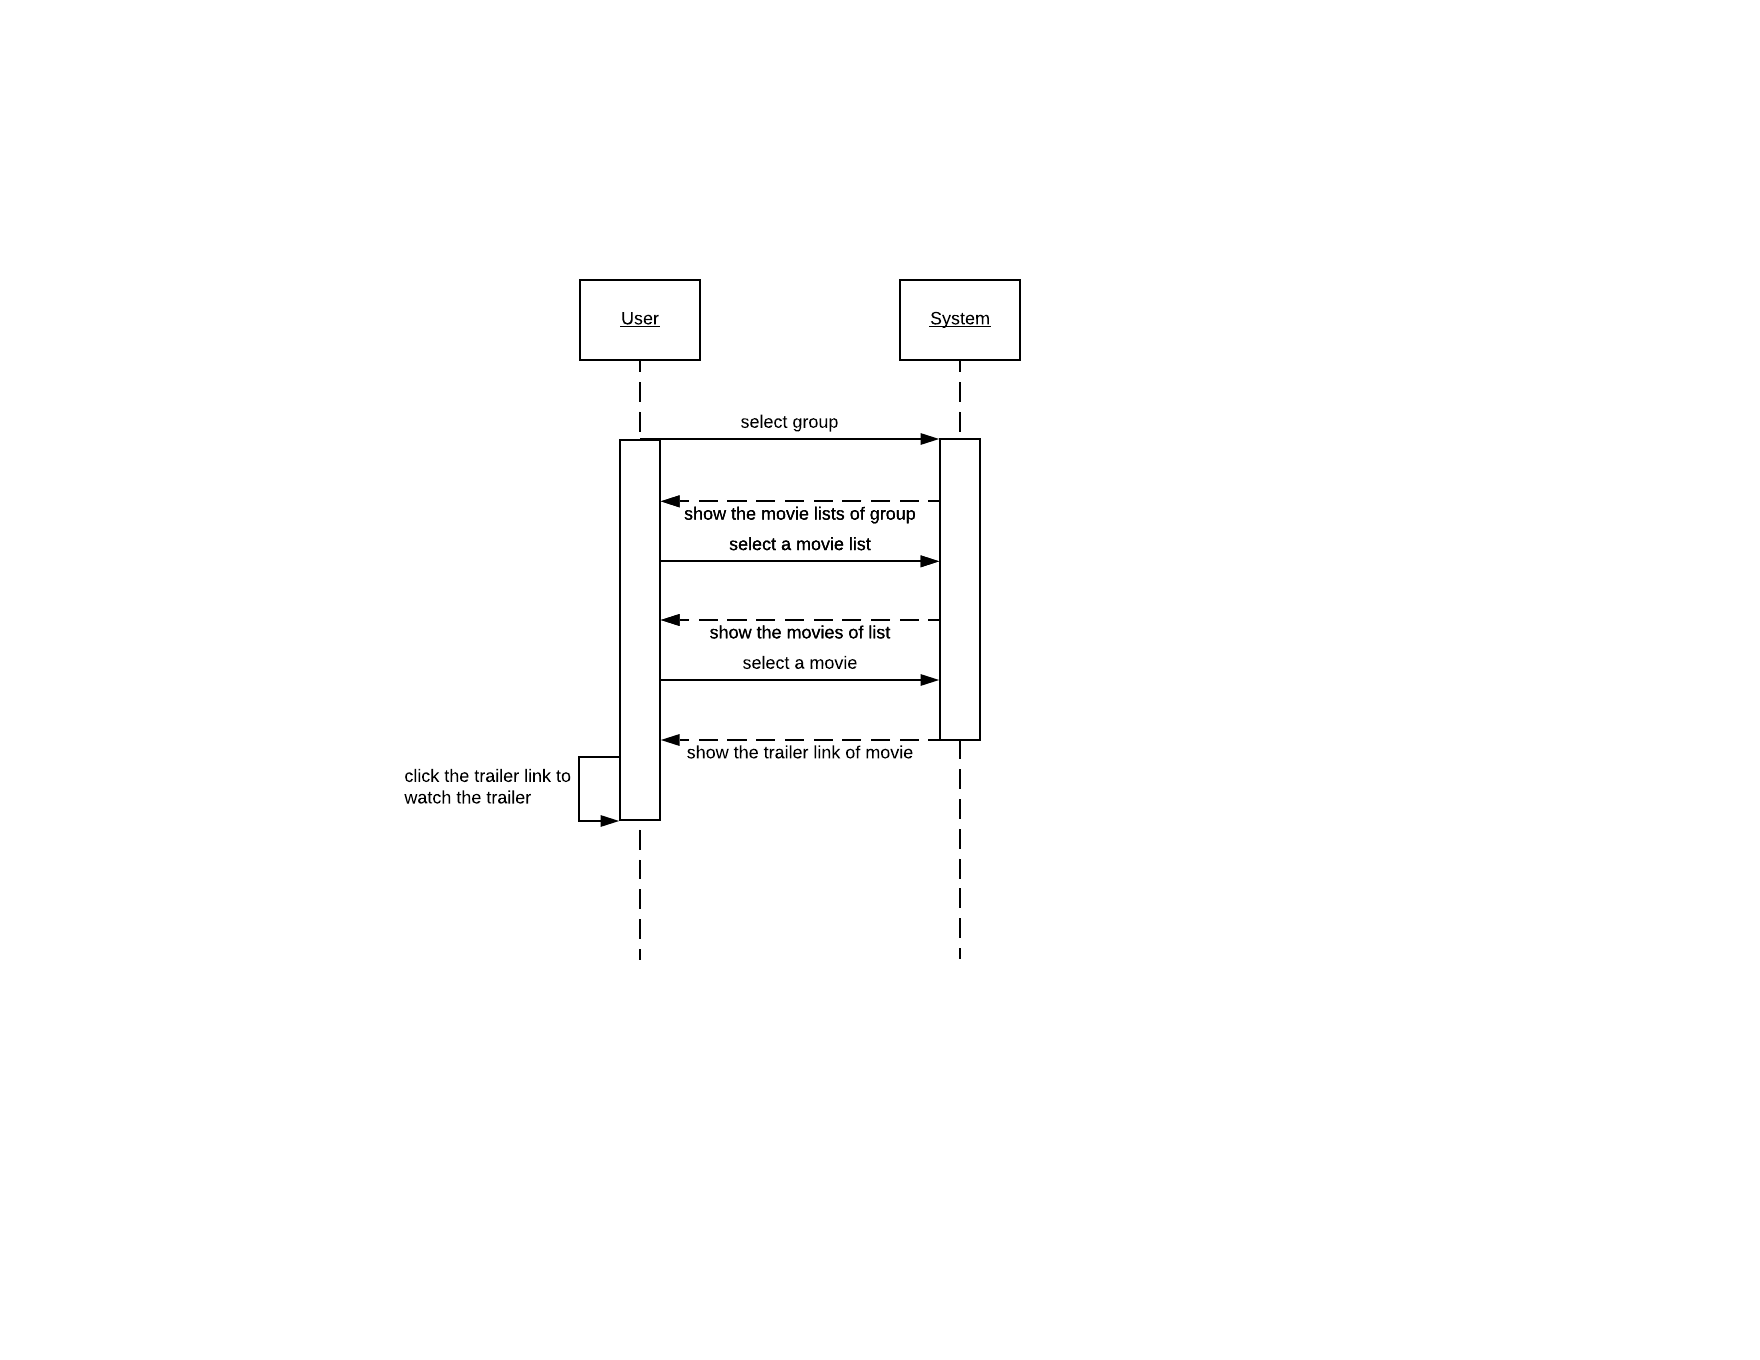 User
System
select group
show the movie lists of group
select a movie list
show the movies of list
select a movie
show the trailer link of movie
click the trailer link to
watch the trailer